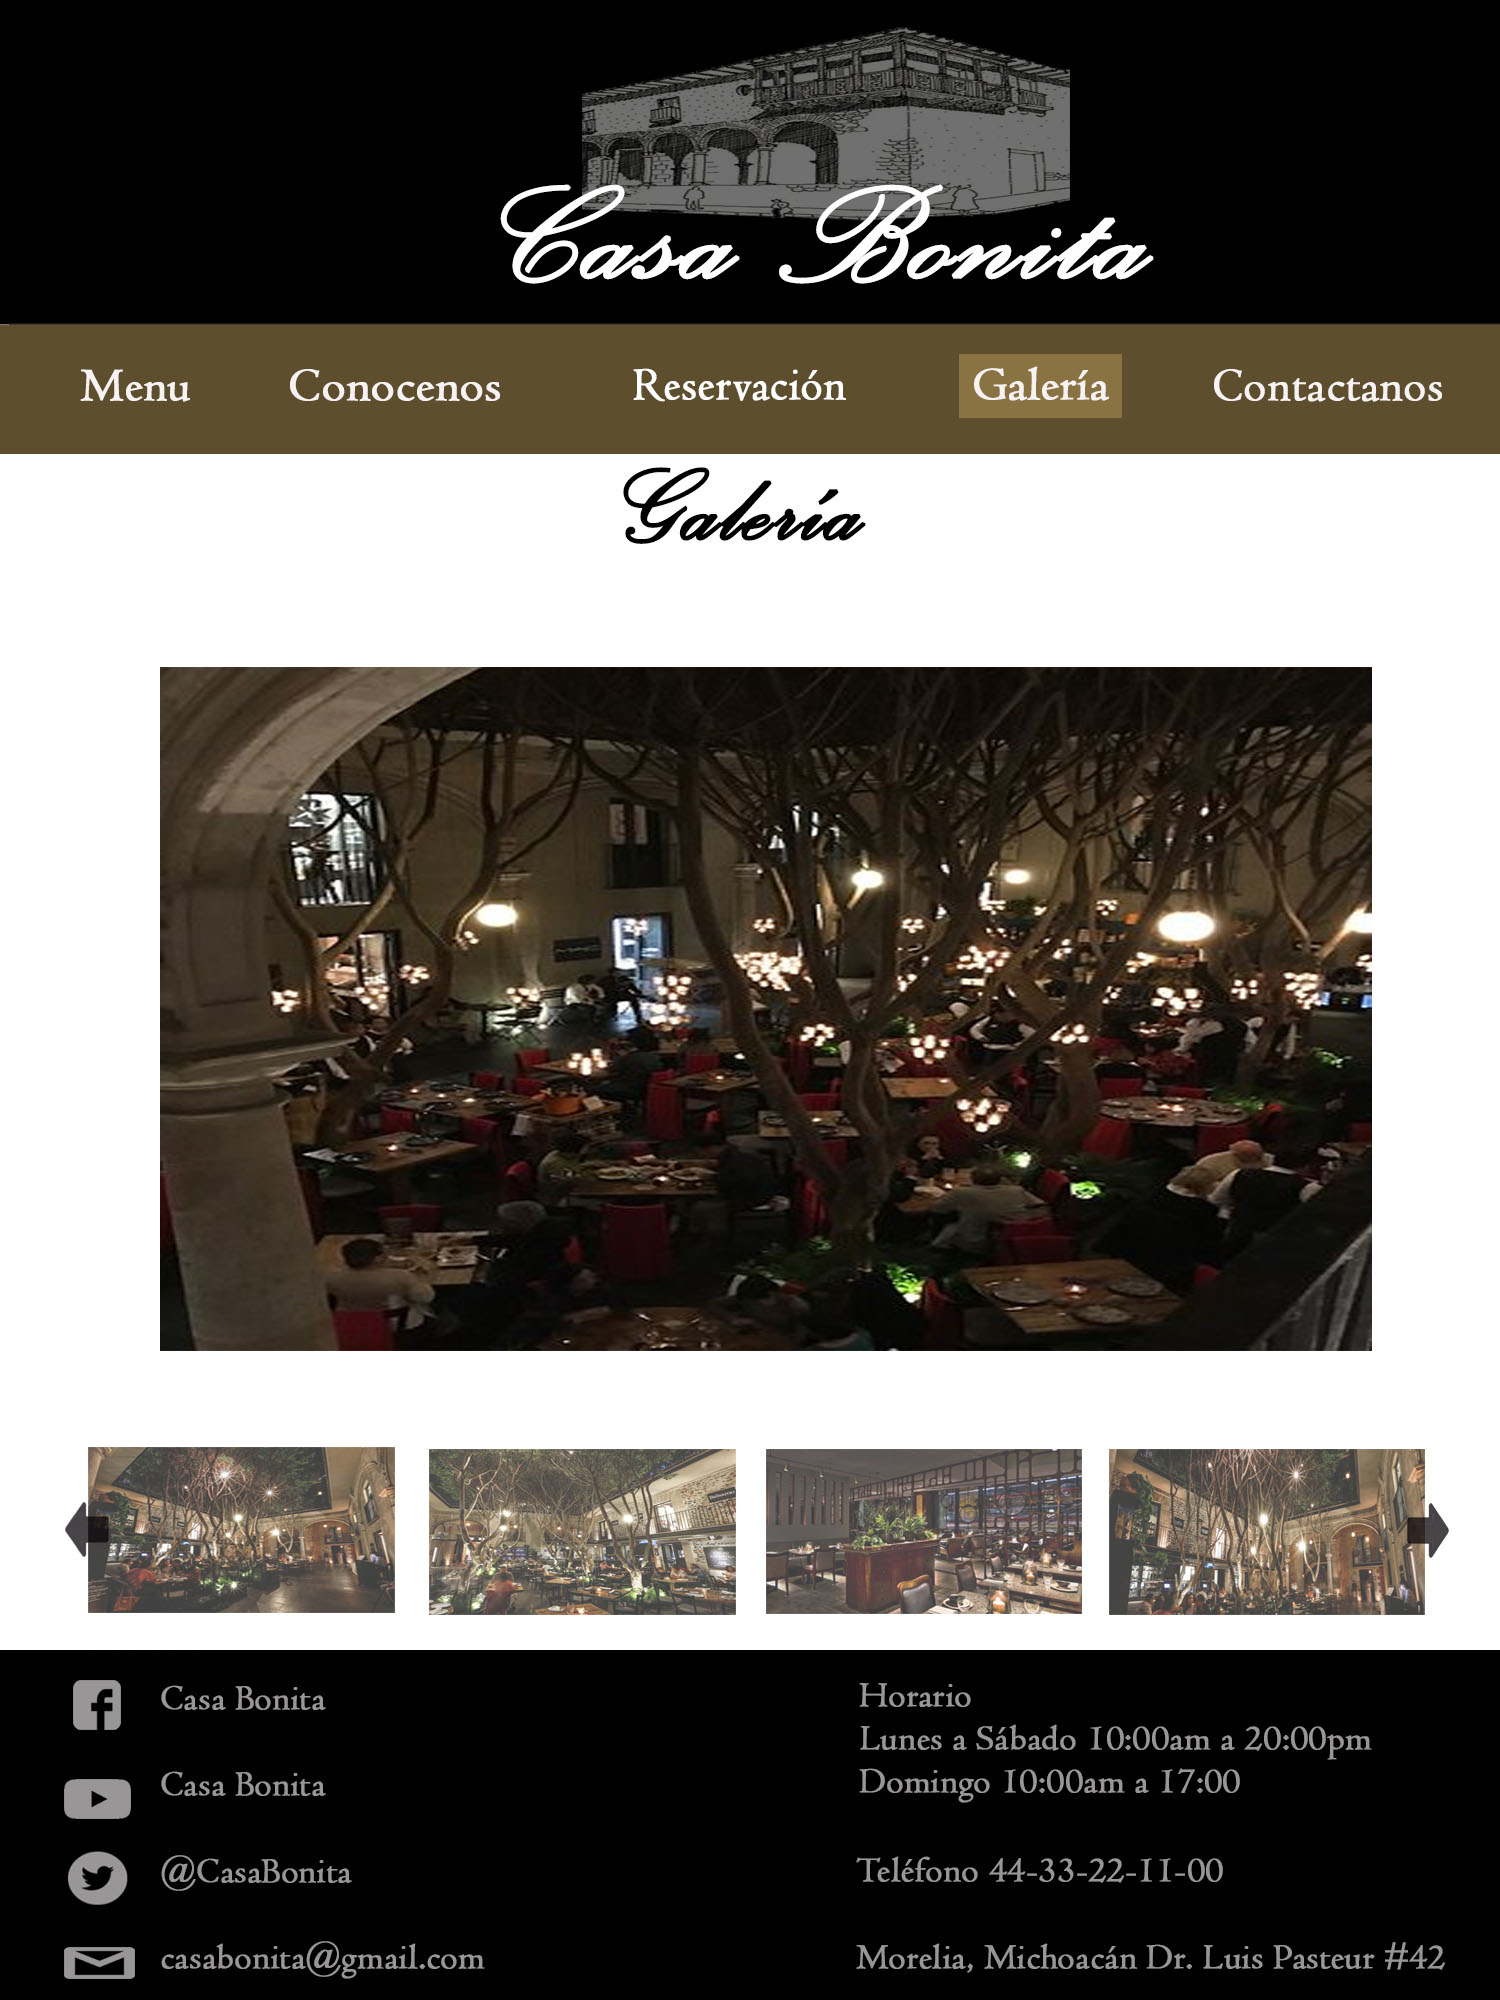 Casa Bonita
Menu
Conocenos
Reservación
Galería
Contactanos
Galería
Casa Bonita
Casa Bonita
@CasaBonita
casabonita@gmail.com
Horario
Lunes a Sábado 10:00am a 20:00pm
Domingo 10:00am a 17:00
Teléfono 44-33-22-11-00
Morelia, Michoacán Dr. Luis Pasteur #42